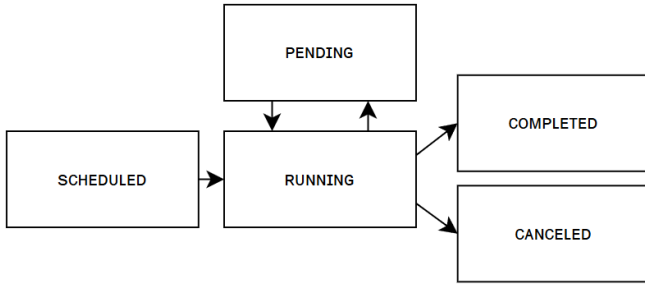 PENDING
COMPLETED
SCHEDULED
RUNNING
CANCELED